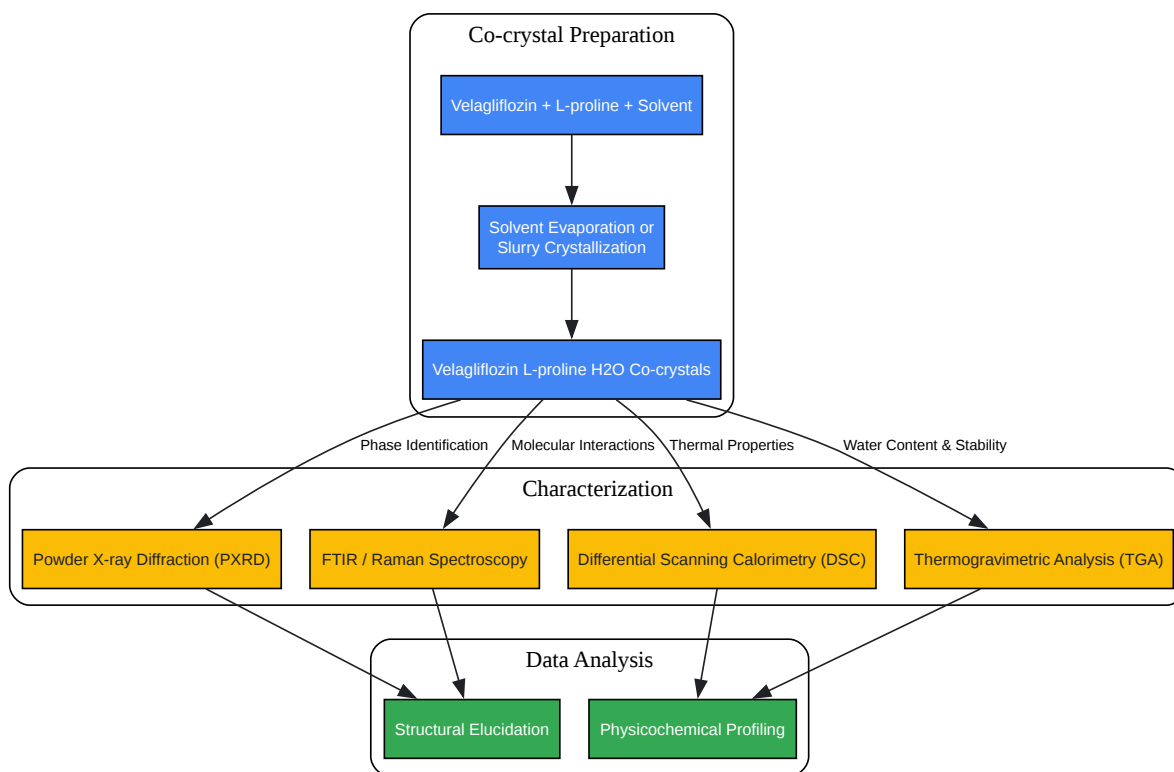 Co-crystal Preparation
Velagliflozin + L-proline + Solvent
Solvent Evaporation or
Slurry Crystallization
Velagliflozin L-proline H2O Co-crystals
Phase Identification
Molecular Interactions
Thermal Properties
Water Content & Stability
Characterization
Powder X-ray Diffraction (PXRD)
FTIR / Raman Spectroscopy
Differential Scanning Calorimetry (DSC)
Thermogravimetric Analysis (TGA)
Data Analysis
Structural Elucidation
Physicochemical Profiling